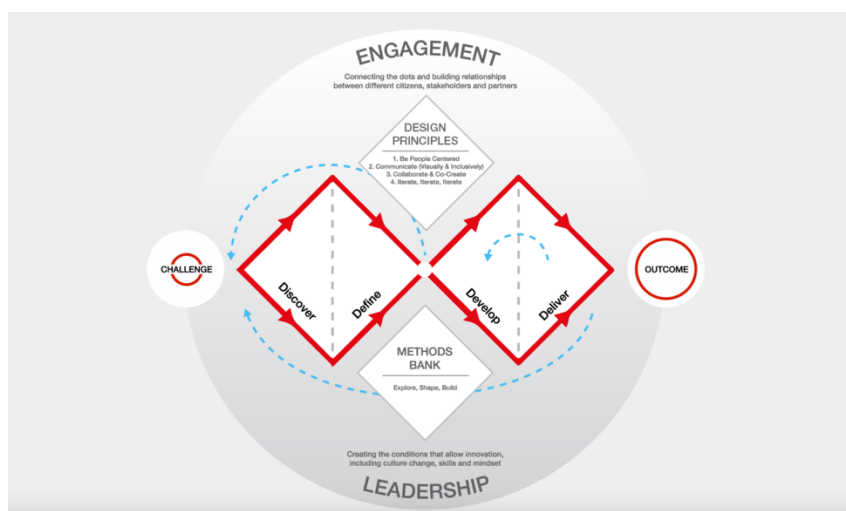 ENGAGEMENT
Connecting the dots and building relationships
between different citizens, stakeholders and partners
DESIGN
PRINCIPLES
1. Be People Centered
2. Communicate (Visually & Inclusively)
3. Collaborate & Co-Create
4. Iterate, Iterate, Iterate
CHALLENGE
OUTCOME
Discover
Define
Develop
Deliver
METHODS
BANK
Explore, Shape, Build
Creating the conditions that allow innovation,
including culture change, skills and mindset
LEADERSHIP